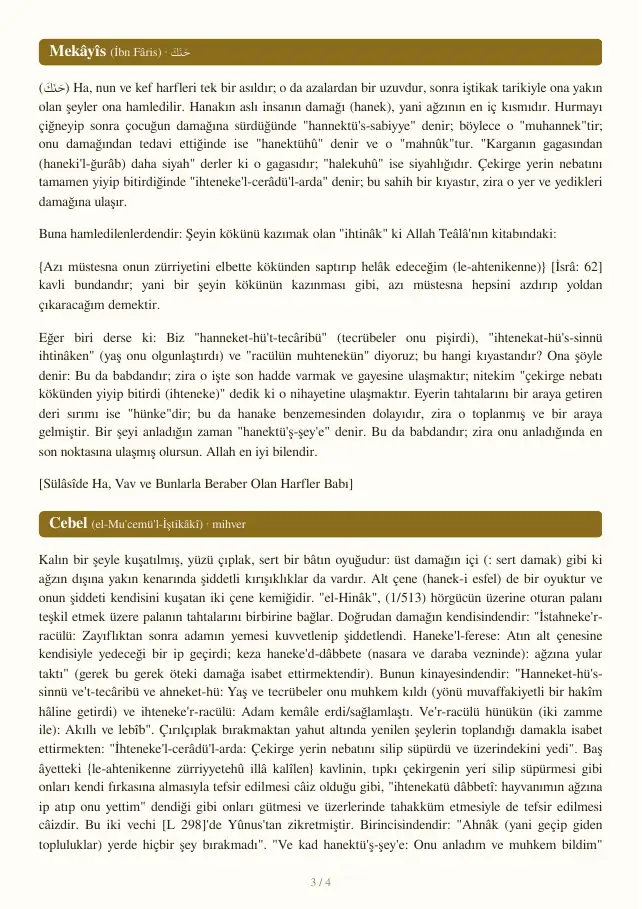 Mekâyîs (İbn Fâris) · حَنَكَ
(حَنَكَ) Ha, nun ve kef harfleri tek bir asıldır; o da azalardan bir uzuvdur, sonra iştikak tarikiyle ona yakın
olan şeyler ona hamledilir. Hanakın aslı insanın damağı (hanek), yani ağzının en iç kısmıdır. Hurmayı
çiğneyip sonra çocuğun damağına sürdüğünde "hannektü's-sabiyye" denir; böylece o "muhannek"tir;
onu damağından tedavi ettiğinde ise "hanektühû" denir ve o "mahnûk"tur. "Karganın gagasından
(haneki'l-ğurâb) daha siyah" derler ki o gagasıdır; "halekuhû" ise siyahlığıdır. Çekirge yerin nebatını
tamamen yiyip bitirdiğinde "ihteneke'l-cerâdü'l-arda" denir; bu sahih bir kıyastır, zira o yer ve yedikleri
damağına ulaşır.
Buna hamledilenlerdendir: Şeyin kökünü kazımak olan "ihtinâk" ki Allah Teâlâ'nın kitabındaki:
{Azı müstesna onun zürriyetini elbette kökünden saptırıp helâk edeceğim (le-ahtenikenne)} [İsrâ: 62]
kavli bundandır; yani bir şeyin kökünün kazınması gibi, azı müstesna hepsini azdırıp yoldan
çıkaracağım demektir.
Eğer biri derse ki: Biz "hanneket-hü't-tecâribü" (tecrübeler onu pişirdi), "ihtenekat-hü's-sinnü
ihtinâken" (yaş onu olgunlaştırdı) ve "racülün muhtenekün" diyoruz; bu hangi kıyastandır? Ona şöyle
denir: Bu da babdandır; zira o işte son hadde varmak ve gayesine ulaşmaktır; nitekim "çekirge nebatı
kökünden yiyip bitirdi (ihteneke)" dedik ki o nihayetine ulaşmaktır. Eyerin tahtalarını bir araya getiren
deri sırımı ise "hünke"dir; bu da hanake benzemesinden dolayıdır, zira o toplanmış ve bir araya
gelmiştir. Bir şeyi anladığın zaman "hanektü'ş-şey'e" denir. Bu da babdandır; zira onu anladığında en
son noktasına ulaşmış olursun. Allah en iyi bilendir.
[Sülâsîde Ha, Vav ve Bunlarla Beraber Olan Harfler Babı]
Cebel (el-Mu'cemü'l-İştikâkî) · mihver
Kalın bir şeyle kuşatılmış, yüzü çıplak, sert bir bâtın oyuğudur: üst damağın içi (: sert damak) gibi ki
ağzın dışına yakın kenarında şiddetli kırışıklıklar da vardır. Alt çene (hanek-i esfel) de bir oyuktur ve
onun şiddeti kendisini kuşatan iki çene kemiğidir. "el-Hinâk", (1/513) hörgücün üzerine oturan palanı
teşkil etmek üzere palanın tahtalarını birbirine bağlar. Doğrudan damağın kendisindendir: "İstahneke'r-
racülü: Zayıflıktan sonra adamın yemesi kuvvetlenip şiddetlendi. Haneke'l-ferese: Atın alt çenesine
kendisiyle yedeceği bir ip geçirdi; keza haneke'd-dâbbete (nasara ve daraba vezninde): ağzına yular
taktı" (gerek bu gerek öteki damağa isabet ettirmektendir). Bunun kinayesindendir: "Hanneket-hü's-
sinnü ve't-tecâribü ve ahneket-hü: Yaş ve tecrübeler onu muhkem kıldı (yönü muvaffakiyetli bir hakîm
hâline getirdi) ve ihteneke'r-racülü: Adam kemâle erdi/sağlamlaştı. Ve'r-racülü hünükün (iki zamme
ile): Akıllı ve lebîb". Çırılçıplak bırakmaktan yahut altında yenilen şeylerin toplandığı damakla isabet
ettirmekten: "İhteneke'l-cerâdü'l-arda: Çekirge yerin nebatını silip süpürdü ve üzerindekini yedi". Baş
âyetteki {le-ahtenikenne zürriyyetehû illâ kalîlen} kavlinin, tıpkı çekirgenin yeri silip süpürmesi gibi
onları kendi fırkasına almasıyla tefsir edilmesi câiz olduğu gibi, "ihtenekatü dâbbetî: hayvanımın ağzına
ip atıp onu yettim" dendiği gibi onları gütmesi ve üzerlerinde tahakküm etmesiyle de tefsir edilmesi
câizdir. Bu iki vechi [L 298]'de Yûnus'tan zikretmiştir. Birincisindendir: "Ahnâk (yani geçip giden
topluluklar) yerde hiçbir şey bırakmadı". "Ve kad hanektü'ş-şey'e: Onu anladım ve muhkem bildim"
3 / 4